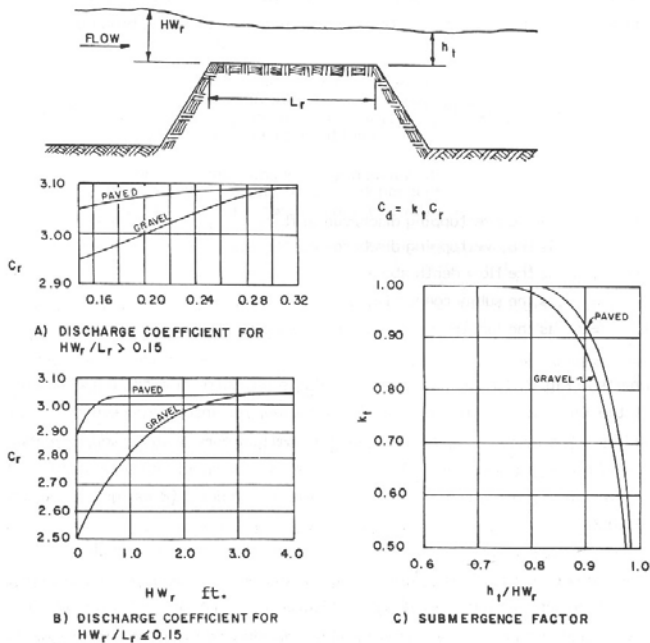 HWr
FLOW
ht
Lr
3.10
PAVED
GRAVEL
Cr
3.00
2.90
0.16 0.20 0.24 0.28 0.32
A) DISCHARGE COEFFICIENT FOR
HWr/Lr > 0.15
3.10
PAVED
3.00
GRAVEL
2.90
Cr
2.80
2.70
2.60
2.50
0 1.0 2.0 3.0 4.0
HWr ft.
B) DISCHARGE COEFFICIENT FOR
HWr/Lr ≤ 0.15
Cd = kt Cr
1.00
PAVED
0.90
GRAVEL
0.80
kt
0.70
0.60
0.50
0.6 0.7 0.8 0.9 1.0
ht/HWr
C) SUBMERGENCE FACTOR